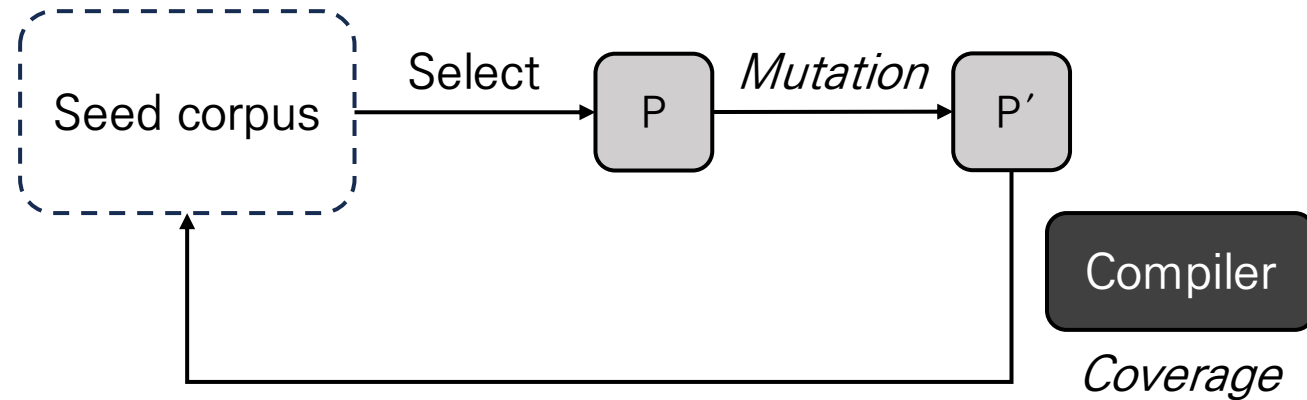 Select
Mutation
Seed corpus
P
P′
Compiler
Coverage